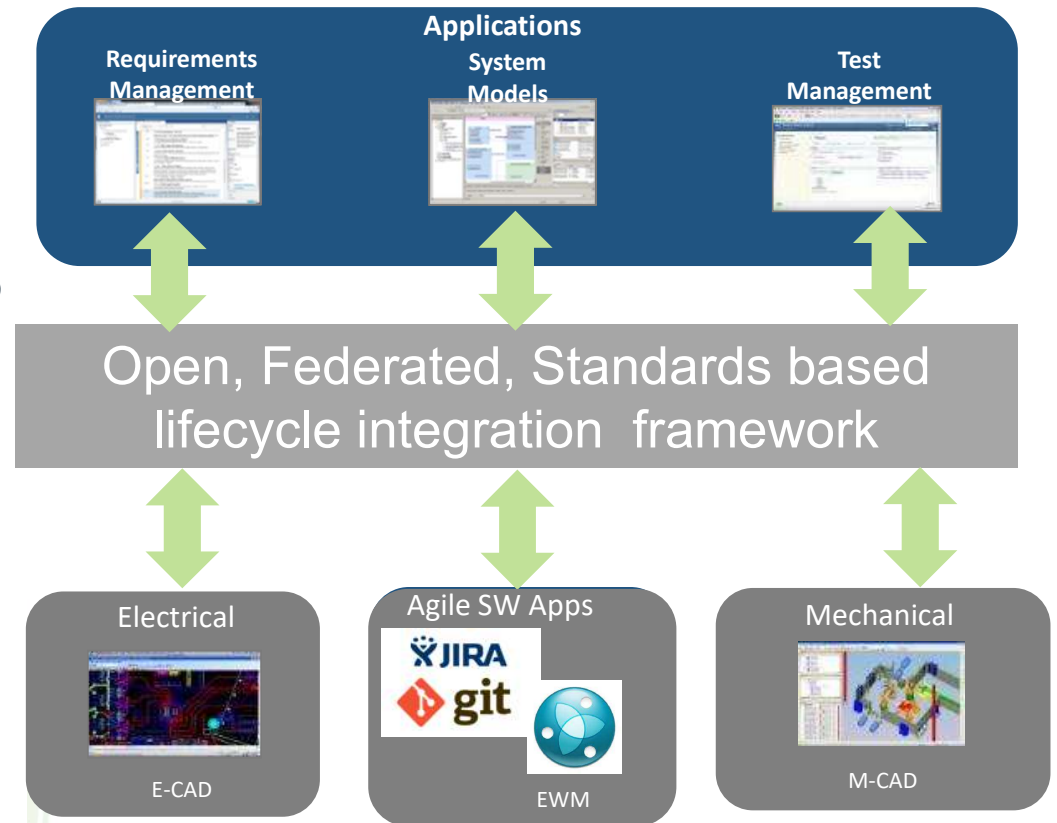 Applications
Requirements
Management
System
Models
Test
Management
Open, Federated, Standards based
lifecycle integration framework
Electrical
E-CAD
Agile SW Apps
JIRA
git
EWM
Mechanical
M-CAD